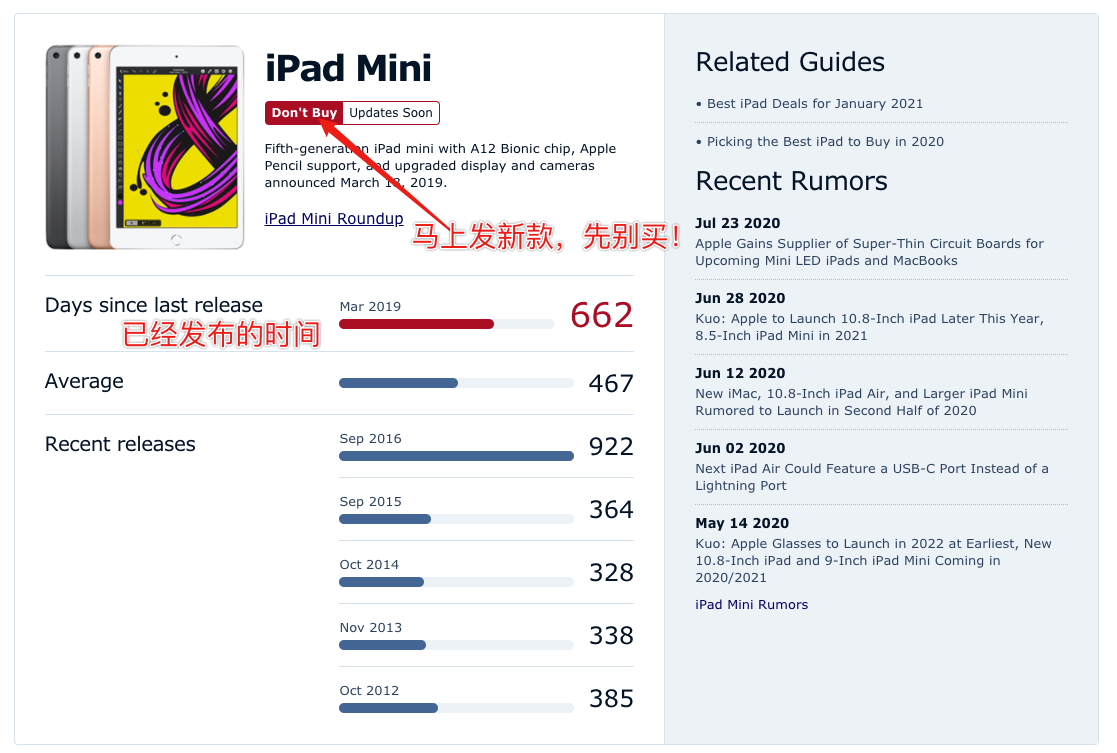 iPad Mini
Don't Buy Updates Soon
Fifth-generation iPad mini with A12 Bionic chip, Apple
Pencil support, and upgraded display and cameras
announced March 18, 2019.
iPad Mini Roundup
马上发新款，先别买！
Days since last release
已经发布的时间
Mar 2019
662
Average
467
Recent releases
Sep 2016
922
Sep 2015
364
Oct 2014
328
Nov 2013
338
Oct 2012
385
Related Guides
• Best iPad Deals for January 2021
• Picking the Best iPad to Buy in 2020
Recent Rumors
Jul 23 2020
Apple Gains Supplier of Super-Thin Circuit Boards for
Upcoming Mini LED iPads and MacBooks
Jun 28 2020
Kuo: Apple to Launch 10.8-Inch iPad Later This Year,
8.5-Inch iPad Mini in 2021
Jun 12 2020
New iMac, 10.8-Inch iPad Air, and Larger iPad Mini
Rumored to Launch in Second Half of 2020
Jun 02 2020
Next iPad Air Could Feature a USB-C Port Instead of a
Lightning Port
May 14 2020
Kuo: Apple Glasses to Launch in 2022 at Earliest, New
10.8-Inch iPad and 9-Inch iPad Mini Coming in
2020/2021
iPad Mini Rumors